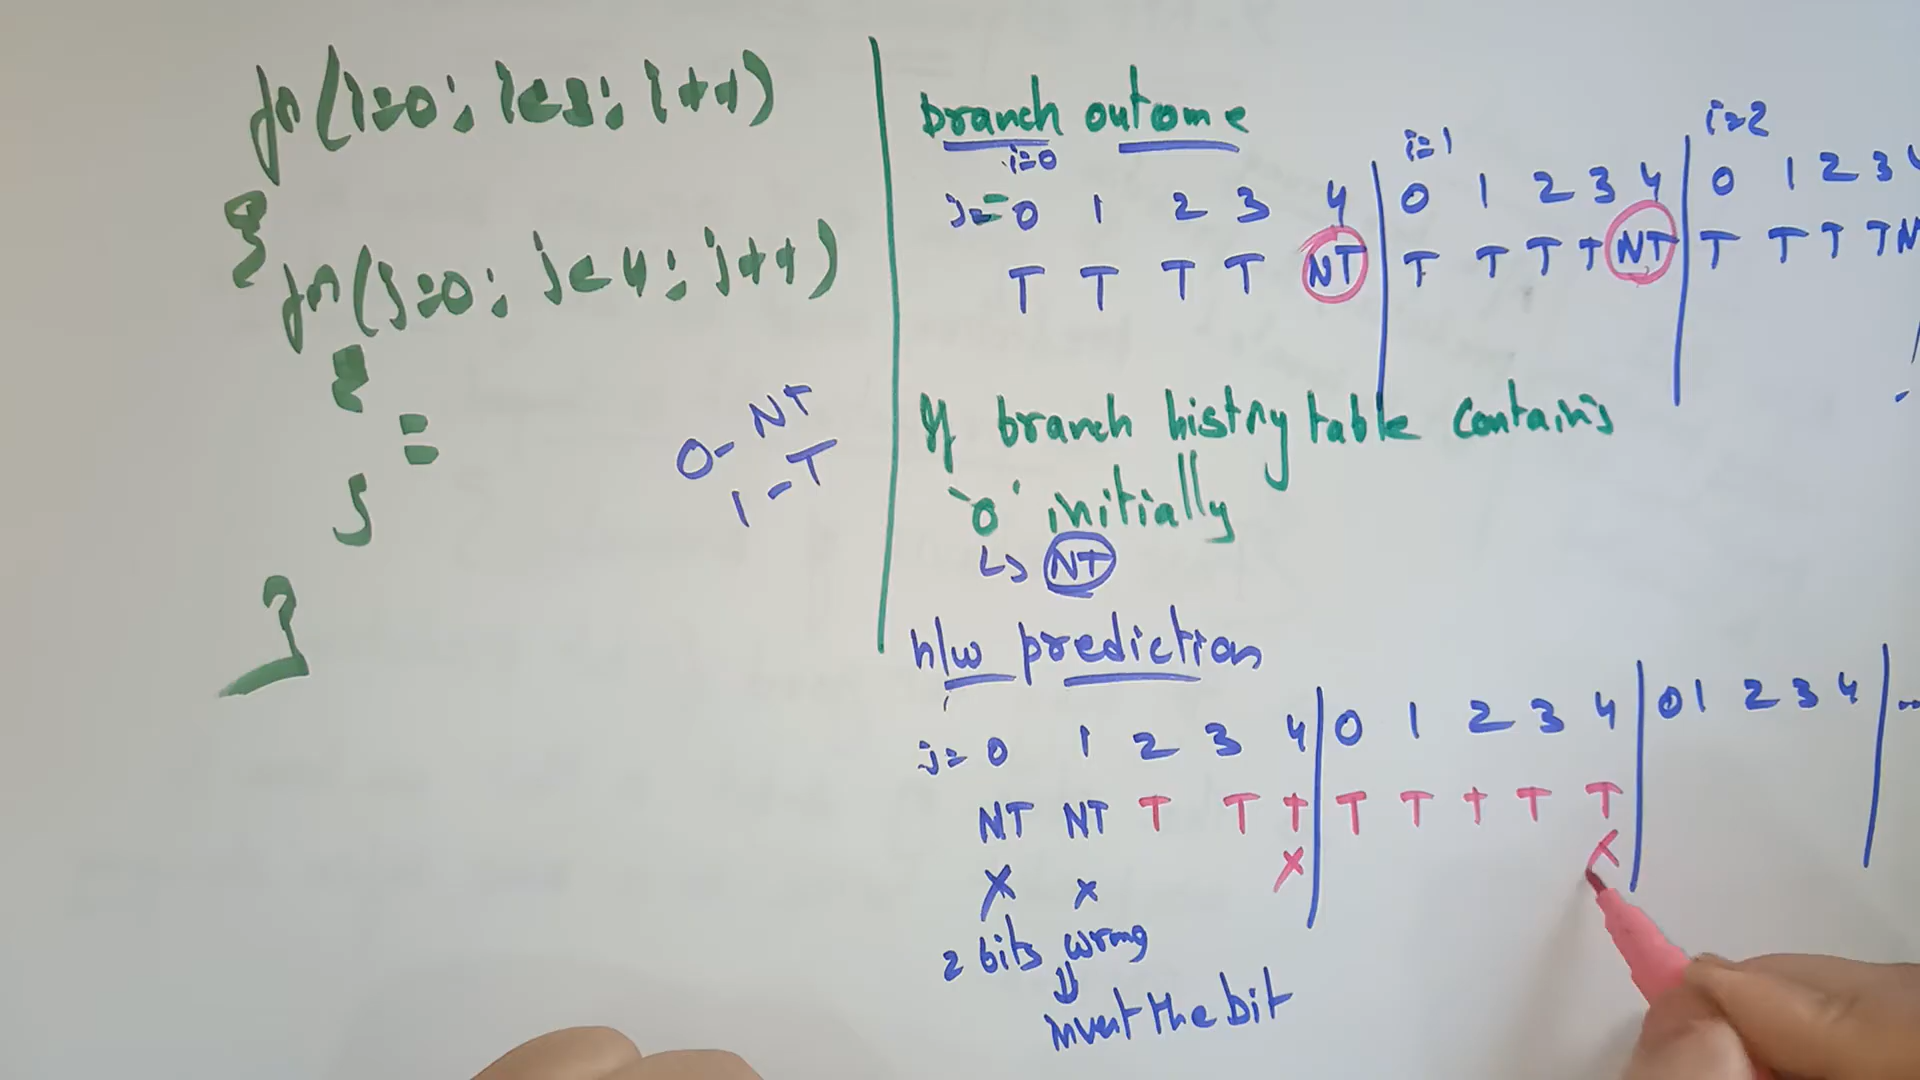 for(i=0; i<8; i++)
{
for(j=0; j<4; j++)
{
=
}
}
0- NT
1 - T
branch outcome
i=0 i=1 i=2
j= 0 1 2 3 4 0 1 2 3 4 0 1 2 3 4
T T T T NT T T T T NT T T T T N
If branch history table contains
'0' initially
↳ NT
h/w prediction
j= 0 1 2 3 4 0 1 2 3 4 0 1 2 3 4 ..
NT NT T T T T T T T T
X X X X
2 bits wrong
⇓
invert the bit